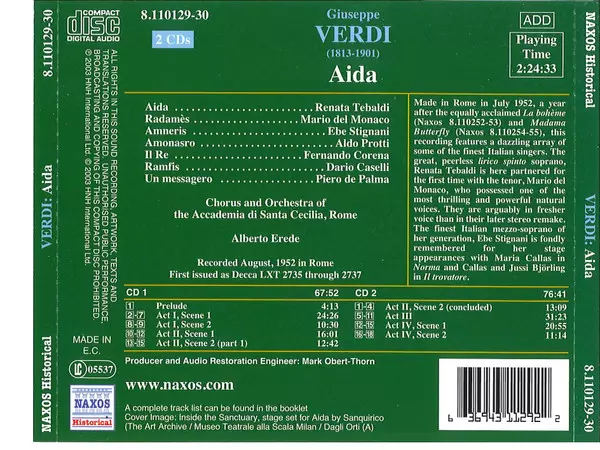 8.110129-30
VERDI: Aida
NAXOS Historical
ALL RIGHTS IN THIS SOUND RECORDING, ARTWORK, TEXTS AND
TRANSLATIONS RESERVED. UNAUTHORISED PUBLIC PERFORMANCE,
BROADCASTING AND COPYING OF THIS COMPACT DISC PROHIBITED.
℗ 2003 HNH International Ltd. © 2003 HNH International Ltd.
COMPACT
disc
DIGITAL AUDIO
8.110129-30
2 CDs
Giuseppe
VERDI
(1813-1901)
Aida
ADD
Playing
Time
2:24:33
Aida . . . . . . . . . . . . . . . . . . . . . . . Renata Tebaldi
Radamès . . . . . . . . . . . . . . . . . . Mario del Monaco
Amneris . . . . . . . . . . . . . . . . . . . . . . Ebe Stignani
Amonasro . . . . . . . . . . . . . . . . . . . . . Aldo Protti
Il Re . . . . . . . . . . . . . . . . . . . . . Fernando Corena
Ramfis . . . . . . . . . . . . . . . . . . . . . . Dario Caselli
Un messagero . . . . . . . . . . . . . . . . Piero de Palma
Chorus and Orchestra of
the Accademia di Santa Cecilia, Rome
Alberto Erede
Recorded August, 1952 in Rome
First issued as Decca LXT 2735 through 2737
Made in Rome in July 1952, a year
after the equally acclaimed La bohème
(Naxos 8.110252-53) and Madama
Butterfly (Naxos 8.110254-55), this
recording features a dazzling array of
some of the finest Italian singers. The
great, peerless lirico spinto soprano,
Renata Tebaldi is here partnered for
the first time with the tenor, Mario del
Monaco, who possessed one of the
most thrilling and powerful natural
voices. They are arguably in fresher
voice than in their later stereo remake.
The finest Italian mezzo-soprano of
her generation, Ebe Stignani is fondly
remembered for her stage
appearances with Maria Callas in
Norma and Callas and Jussi Björling
in Il trovatore.
CD 1 67:52
1 Prelude 4:13
2-7 Act I, Scene 1 24:26
8-9 Act I, Scene 2 10:30
10-12 Act II, Scene 1 16:01
13-15 Act II, Scene 2 (part 1) 12:42
CD 2 76:41
1-4 Act II, Scene 2 (concluded) 13:09
5-11 Act III 31:23
12-15 Act IV, Scene 1 20:55
16-18 Act IV, Scene 2 11:14
Producer and Audio Restoration Engineer: Mark Obert-Thorn
MADE IN
E.C.
LC 05537
NAXOS
Historical
www.naxos.com
A complete track list can be found in the booklet
Cover Image: Inside the Sanctuary, stage set for Aida by Sanquirico
(The Art Archive / Museo Teatrale alla Scala Milan / Dagli Orti (A)
6 36943 11292 2
NAXOS Historical
VERDI: Aida
8.110129-30